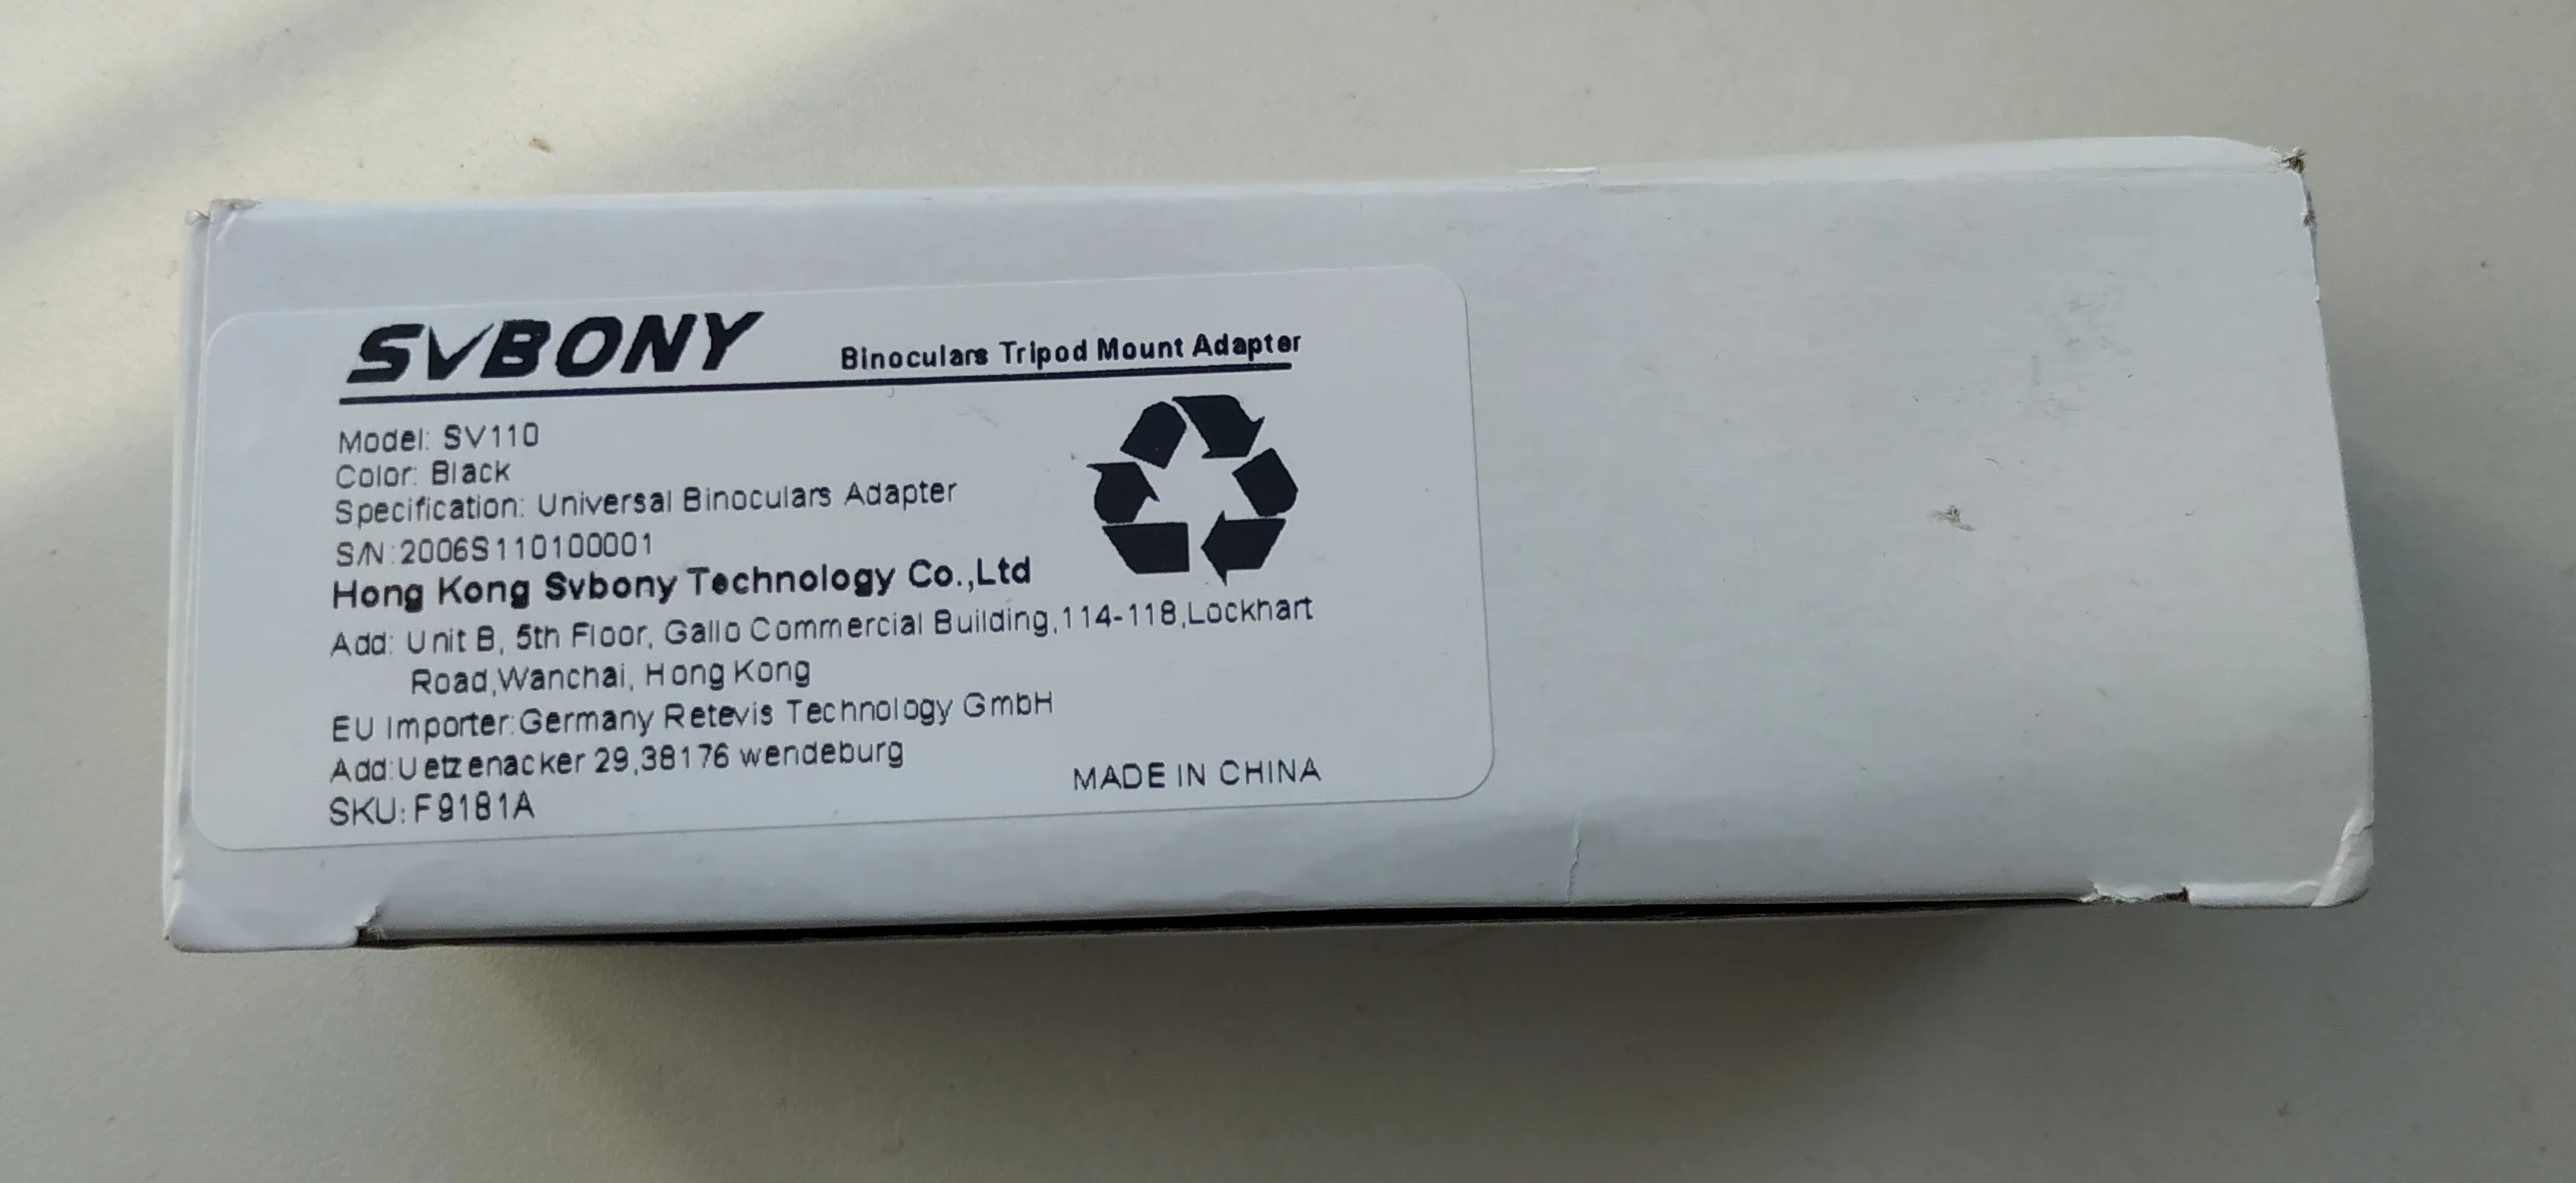 SVBONY Binoculars Tripod Mount Adapter
Model: SV110
Color: Black
Specification: Universal Binoculars Adapter
S/N:2006S110100001
Hong Kong Svbony Technology Co.,Ltd
Add: Unit B, 5th Floor, Gallo Commercial Building,114-118,Lockhart
Road,Wanchai, Hong Kong
EU Importer:Germany Retevis Technology GmbH
Add:Uetzenacker 29,38176 wendeburg
SKU:F9181A
MADE IN CHINA